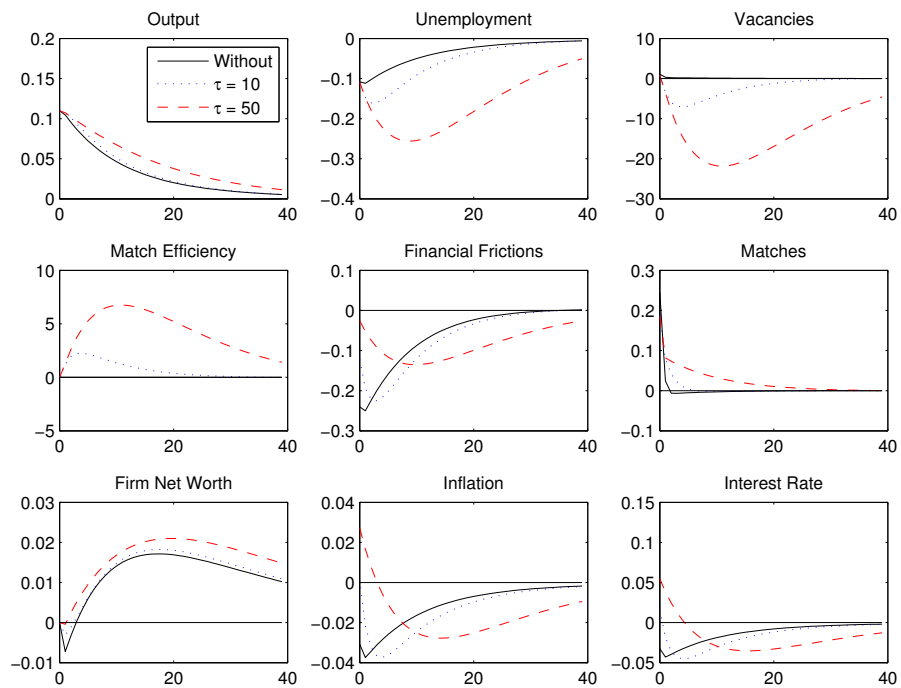 Output
0.2
0.15
0.1
0.05
0
0 20 40
Without
τ = 10
τ = 50
Unemployment
0
−0.1
−0.2
−0.3
−0.4
0 20 40
Vacancies
10
0
−10
−20
−30
0 20 40
Match Efficiency
10
5
0
−5
0 20 40
Financial Frictions
0.1
0
−0.1
−0.2
−0.3
0 20 40
Matches
0.3
0.2
0.1
0
−0.1
0 20 40
Firm Net Worth
0.03
0.02
0.01
0
−0.01
0 20 40
Inflation
0.04
0.02
0
−0.02
−0.04
0 20 40
Interest Rate
0.15
0.1
0.05
0
−0.05
0 20 40